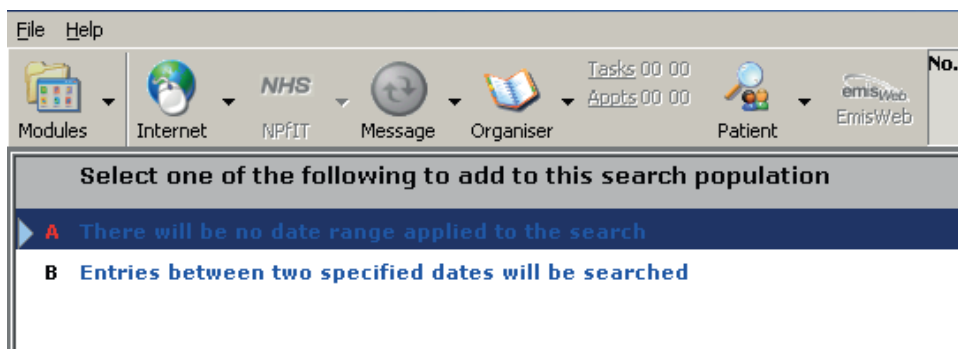 File Help
Tasks 00 00
Appts 00 00
NHS
emisWeb
No.
Modules Internet NPfIT Message Organiser Patient EmisWeb
Select one of the following to add to this search population
A There will be no date range applied to the search
B Entries between two specified dates will be searched